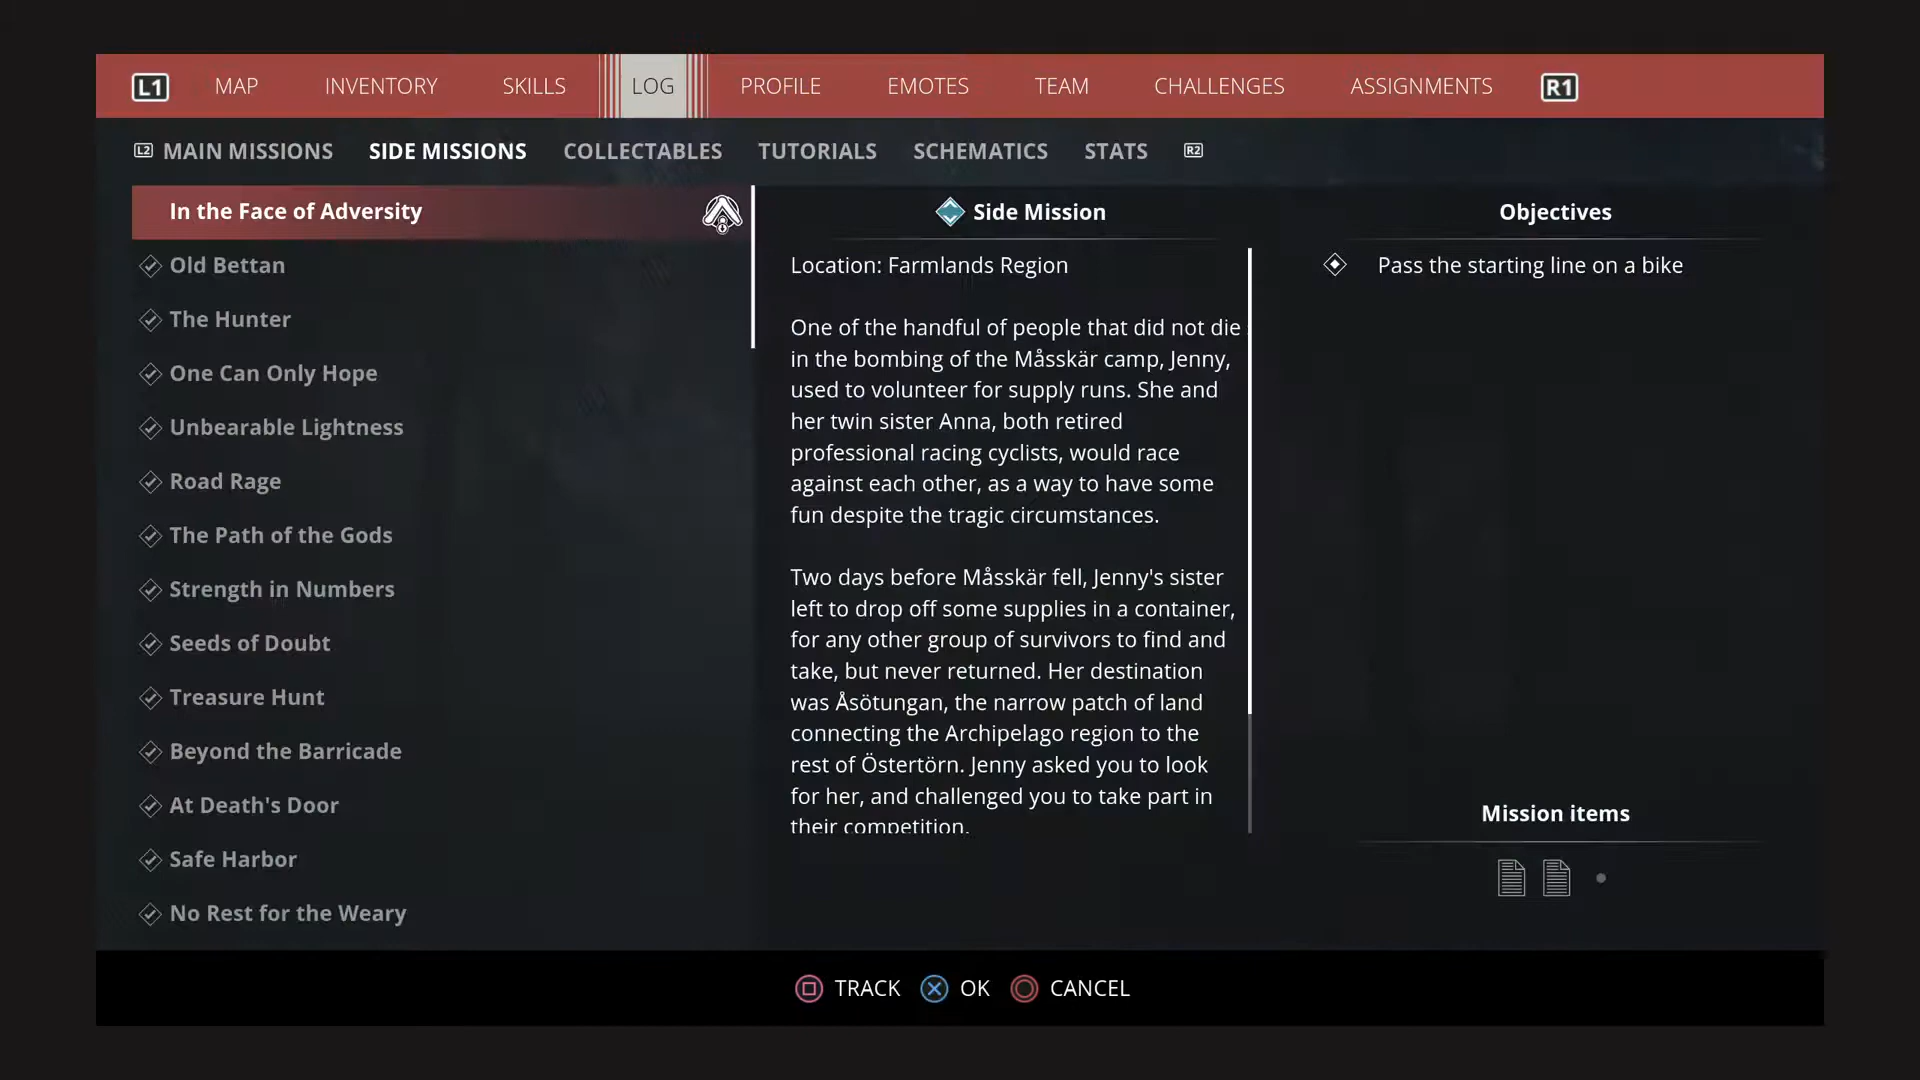 L1 MAP INVENTORY SKILLS LOG PROFILE EMOTES TEAM CHALLENGES ASSIGNMENTS R1
L2 MAIN MISSIONS SIDE MISSIONS COLLECTABLES TUTORIALS SCHEMATICS STATS R2
In the Face of Adversity
Old Bettan
The Hunter
One Can Only Hope
Unbearable Lightness
Road Rage
The Path of the Gods
Strength in Numbers
Seeds of Doubt
Treasure Hunt
Beyond the Barricade
At Death's Door
Safe Harbor
No Rest for the Weary
Side Mission
Location: Farmlands Region
One of the handful of people that did not die
in the bombing of the Måsskär camp, Jenny,
used to volunteer for supply runs. She and
her twin sister Anna, both retired
professional racing cyclists, would race
against each other, as a way to have some
fun despite the tragic circumstances.
Two days before Måsskär fell, Jenny's sister
left to drop off some supplies in a container,
for any other group of survivors to find and
take, but never returned. Her destination
was Åsötungan, the narrow patch of land
connecting the Archipelago region to the
rest of Östertörn. Jenny asked you to look
for her, and challenged you to take part in
their competition.
Objectives
Pass the starting line on a bike
Mission items
TRACK OK CANCEL